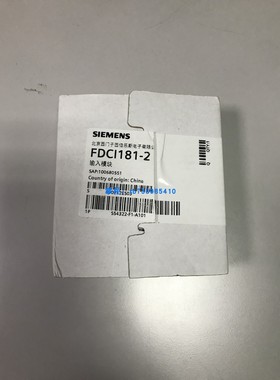 SIEMENS
北京西门子西伯乐斯电子有限公司
FDCI181-2
输入模块
SAP:100680551
Country of origin: China
S54322-F1-A101